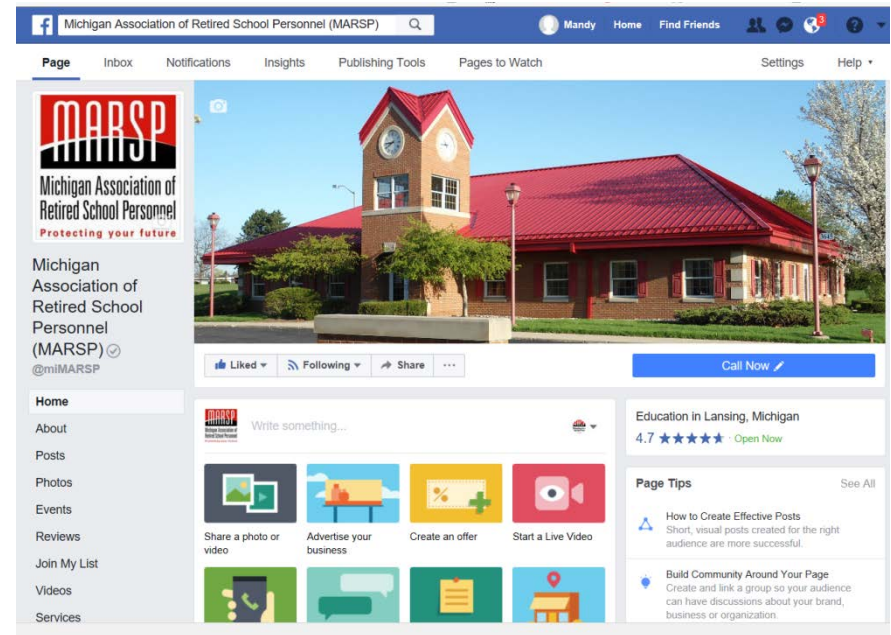 Michigan Association of Retired School Personnel (MARSP)
Mandy Home Find Friends 3
Page Inbox Notifications Insights Publishing Tools Pages to Watch Settings Help
MARSP
Michigan Association of
Retired School Personnel
Protecting your future
Michigan
Association of
Retired School
Personnel
(MARSP)
@miMARSP
Home
About
Posts
Photos
Events
Reviews
Join My List
Videos
Services
Liked Following Share ... Call Now
MARSP
Write something...
Share a photo or
video
Advertise your
business
Create an offer
Start a Live Video
Education in Lansing, Michigan
4.7 ★★★★★ · Open Now
Page Tips See All
How to Create Effective Posts
Short, visual posts created for the right
audience are more successful.
Build Community Around Your Page
Create and link a group so your audience
can have discussions about your brand,
business or organization.